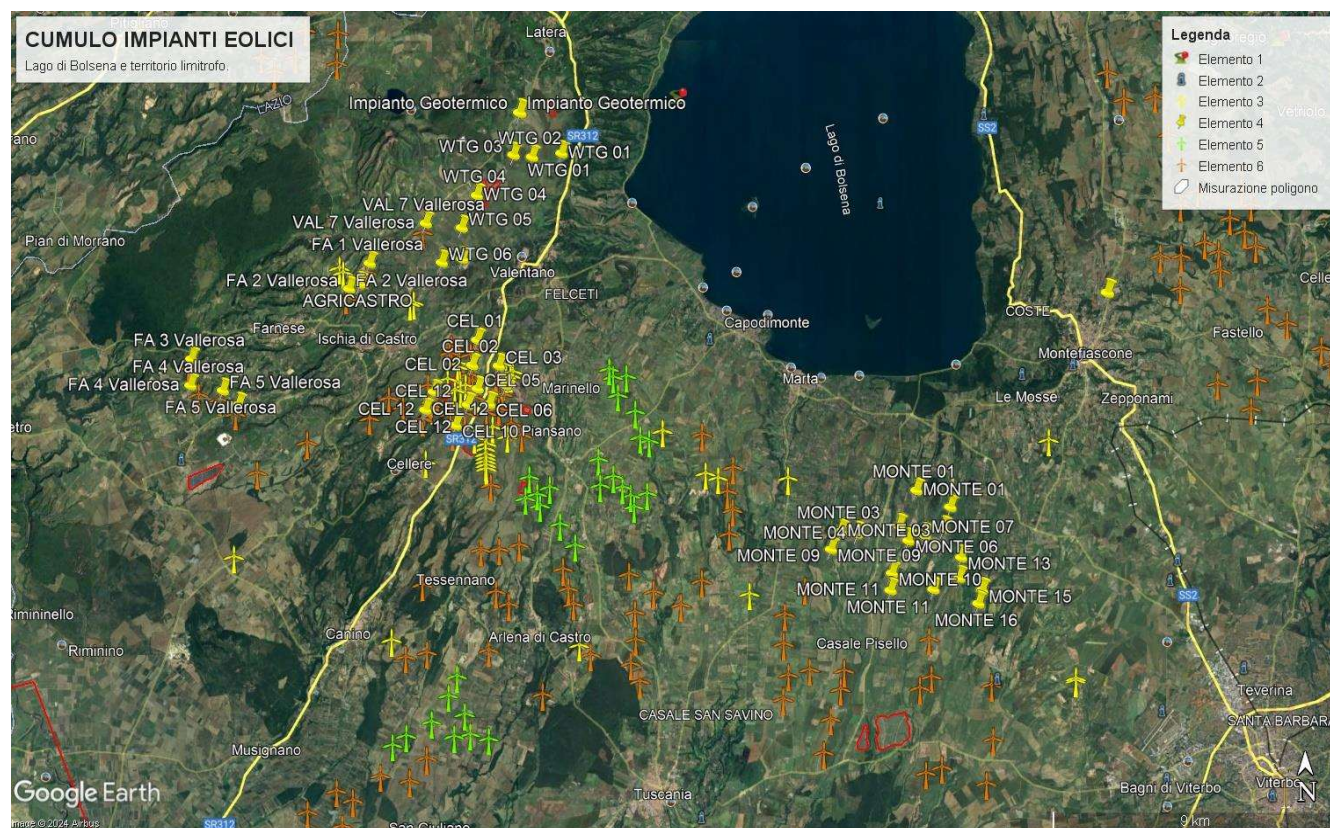 CUMULO IMPIANTI EOLICI
Lago di Bolsena e territorio limitrofo.
Legenda
Elemento 1
Elemento 2
Elemento 3
Elemento 4
Elemento 5
Elemento 6
Misurazione poligono
Pitigliano
Latera
LAZIO
Impianto Geotermico
Impianto Geotermico
SR312
WTG 02
WTG 03
WTG 01
WTG 01
WTG 04
WTG 04
VAL 7 Vallerosa
VAL 7 Vallerosa
WTG 05
Pian di Morrano
FA 1 Vallerosa
WTG 06
Valentano
FA 2 Vallerosa
FA 2 Vallerosa
AGRICASTRO
FELCETI
Lago di Bolsena
SS2
Vetriolo
Celle
COSTE
Fastello
Capodimonte
Montefiascone
CEL 01
Farnese
Ischia di Castro
FA 3 Vallerosa
CEL 02
CEL 02
CEL 03
FA 4 Vallerosa
FA 4 Vallerosa
FA 5 Vallerosa
FA 5 Vallerosa
CEL 05
Marinello
Marta
Le Mosse
Zepponami
CEL 12
CEL 12
CEL 12
CEL 06
CEL 12
CEL 10
Piansano
SR312
Cellere
MONTE 01
MONTE 01
MONTE 03
MONTE 04
MONTE 03
MONTE 07
MONTE 06
MONTE 09
MONTE 09
MONTE 13
MONTE 10
MONTE 11
MONTE 11
MONTE 15
MONTE 16
SS2
Tessennano
Riminino
Canino
Arlena di Castro
Casale Pisello
Teverina
CASALE SAN SAVINO
SANTA BARBARA
Musignano
Tuscania
Bagni di Viterbo
Viterbo
N
Google Earth
Image © 2024 Airbus
SR312
San Giuliano
9 km